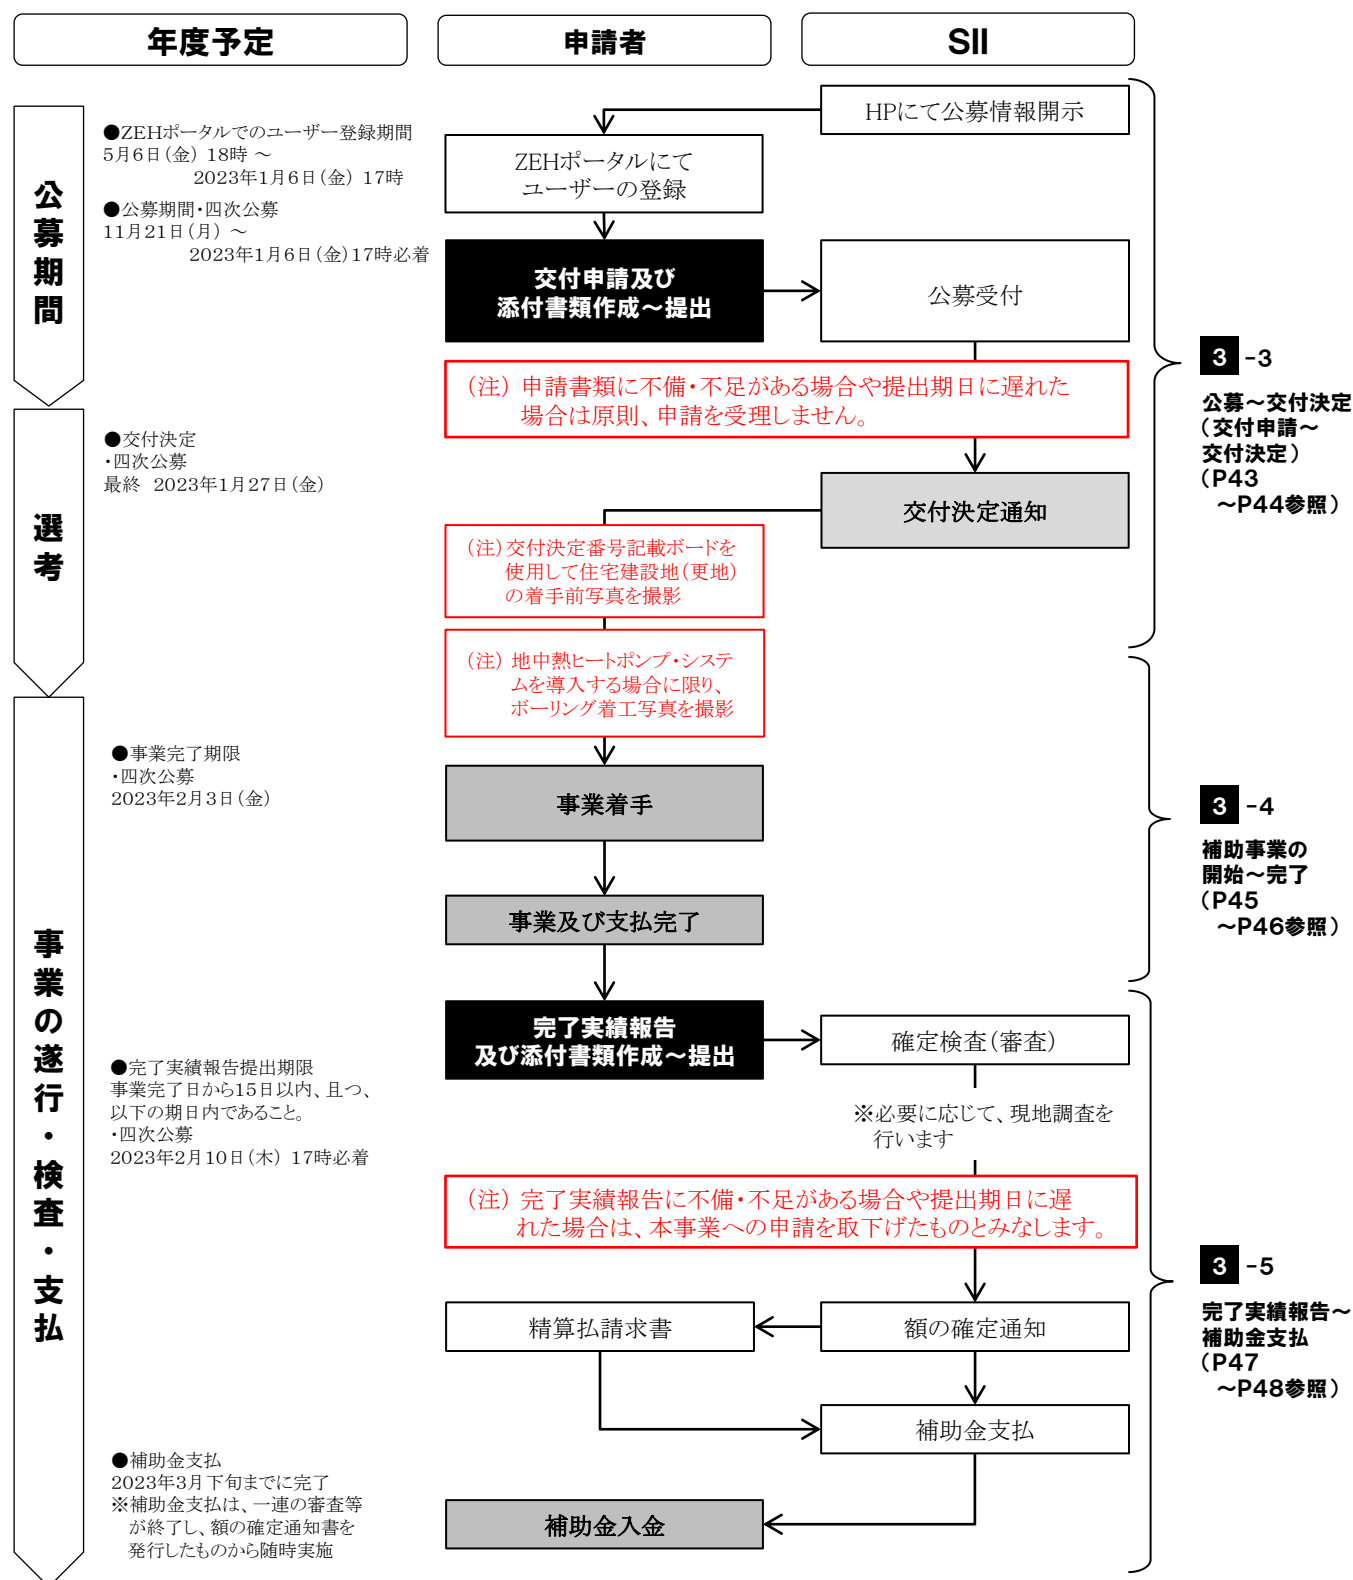 年度予定
申請者
SII
公募期間
●ZEHポータルでのユーザー登録期間
5月6日(金) 18時 ～
2023年1月6日(金) 17時
●公募期間・四次公募
11月21日(月) ～
2023年1月6日(金)17時必着
HPにて公募情報開示
ZEHポータルにて
ユーザーの登録
交付申請及び
添付書類作成～提出
公募受付
(注) 申請書類に不備・不足がある場合や提出期日に遅れた
場合は原則、申請を受理しません。
3 -3
公募～交付決定
(交付申請～
交付決定)
(P43
～P44参照)
選考
●交付決定
・四次公募
最終 2023年1月27日(金)
交付決定通知
(注)交付決定番号記載ボードを
使用して住宅建設地(更地)
の着手前写真を撮影
(注) 地中熱ヒートポンプ・システ
ムを導入する場合に限り、
ボーリング着工写真を撮影
事業の遂行・検査・支払
●事業完了期限
・四次公募
2023年2月3日(金)
事業着手
事業及び支払完了
3 -4
補助事業の
開始～完了
(P45
～P46参照)
●完了実績報告提出期限
事業完了日から15日以内、且つ、
以下の期日内であること。
・四次公募
2023年2月10日(木) 17時必着
完了実績報告
及び添付書類作成～提出
確定検査(審査)
※必要に応じて、現地調査を
行います
(注) 完了実績報告に不備・不足がある場合や提出期日に遅
れた場合は、本事業への申請を取下げたものとみなします。
精算払請求書
額の確定通知
補助金支払
3 -5
完了実績報告～
補助金支払
(P47
～P48参照)
●補助金支払
2023年3月下旬までに完了
※補助金支払は、一連の審査等
が終了し、額の確定通知書を
発行したものから随時実施
補助金入金